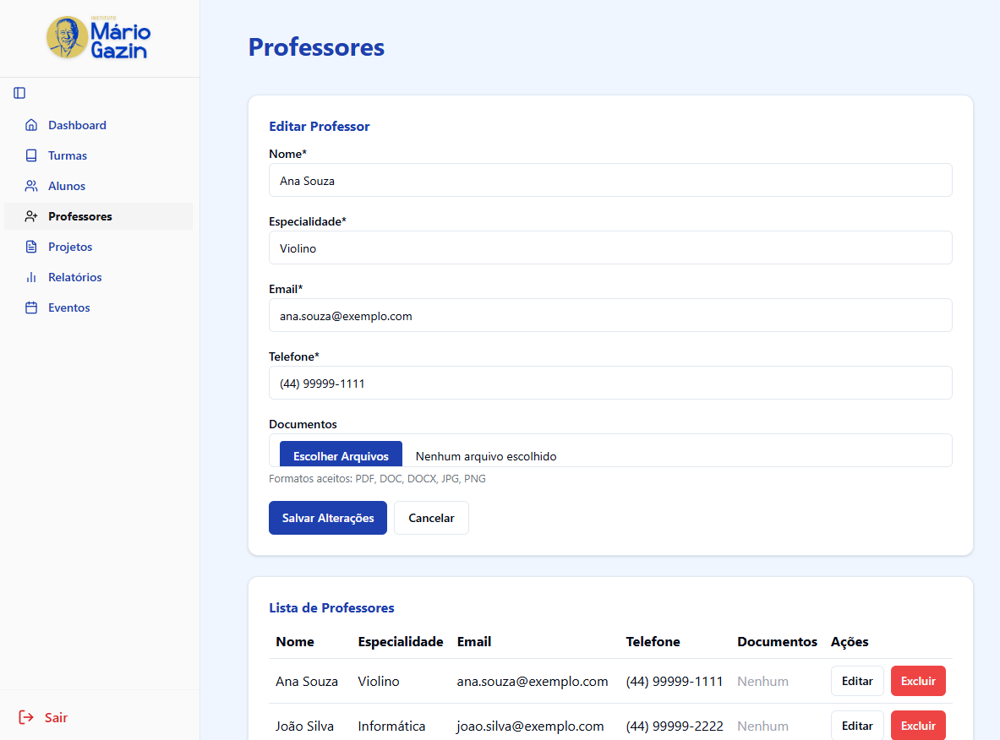 INSTITUTO
Mário
Gazin
Dashboard
Turmas
Alunos
Professores
Projetos
Relatórios
Eventos
Sair
Professores
Editar Professor
Nome*
Ana Souza
Especialidade*
Violino
Email*
ana.souza@exemplo.com
Telefone*
(44) 99999-1111
Documentos
Escolher Arquivos Nenhum arquivo escolhido
Formatos aceitos: PDF, DOC, DOCX, JPG, PNG
Salvar Alterações Cancelar
Lista de Professores
Nome Especialidade Email Telefone Documentos Ações
Ana Souza Violino ana.souza@exemplo.com (44) 99999-1111 Nenhum Editar Excluir
João Silva Informática joao.silva@exemplo.com (44) 99999-2222 Nenhum Editar Excluir